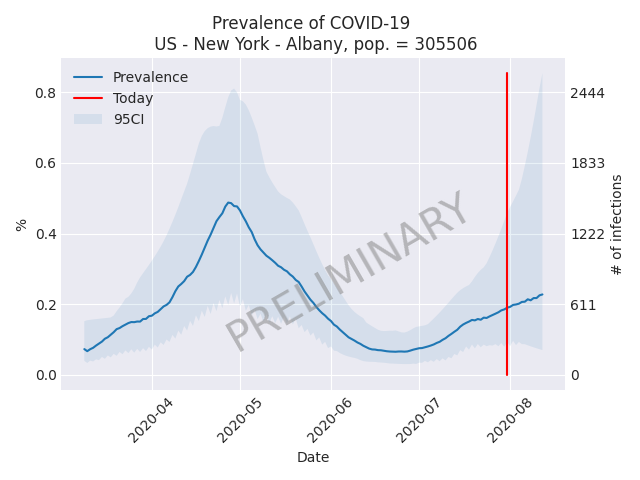 Prevalence of COVID-19
US - New York - Albany, pop. = 305506
Prevalence
Today
95CI
0.8
0.6
0.4
0.2
0.0
%
2444
1833
1222
611
0
# of infections
PRELIMINARY
2020-04
2020-05
2020-06
2020-07
2020-08
Date